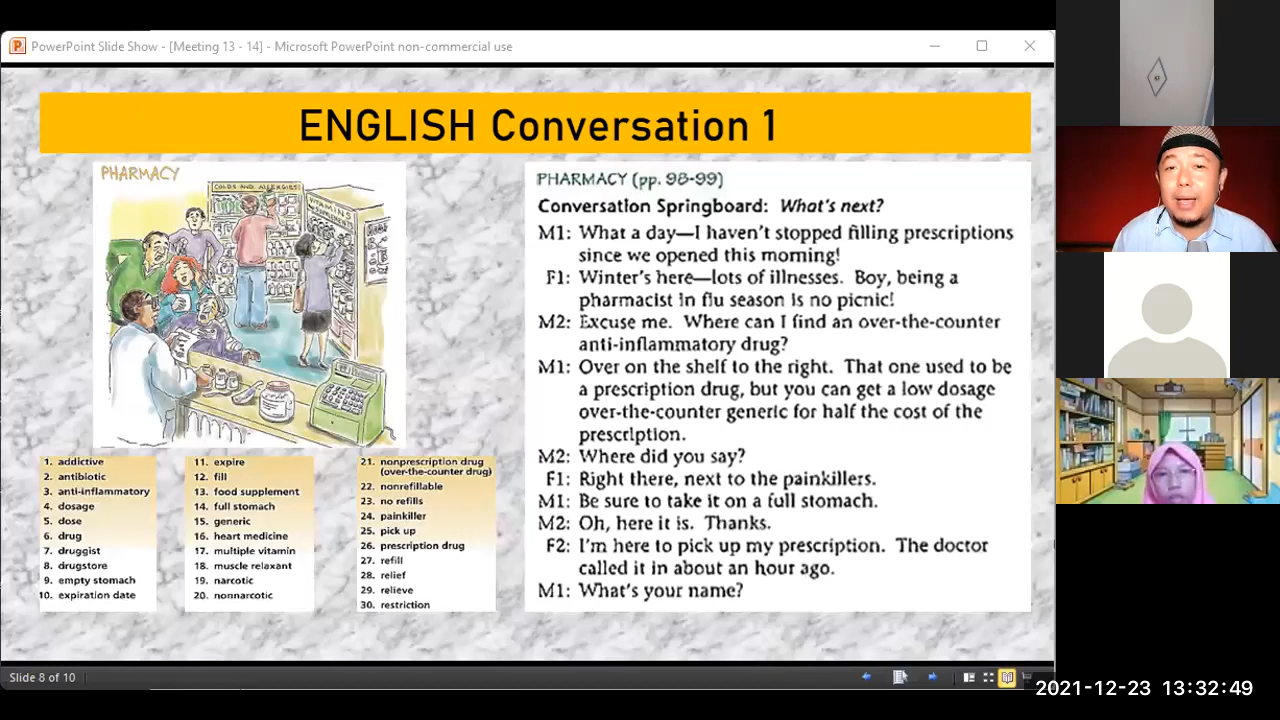 PowerPoint Slide Show - [Meeting 13 - 14] - Microsoft PowerPoint non-commercial use
ENGLISH Conversation 1
PHARMACY
COLDS AND ALLERGIES
VITAMINS
1. addictive
2. antibiotic
3. anti-inflammatory
4. dosage
5. dose
6. drug
7. druggist
8. drugstore
9. empty stomach
10. expiration date
11. expire
12. fill
13. food supplement
14. full stomach
15. generic
16. heart medicine
17. multiple vitamin
18. muscle relaxant
19. narcotic
20. nonnarcotic
21. nonprescription drug
(over-the-counter drug)
22. nonrefillable
23. no refills
24. painkiller
25. pick up
26. prescription drug
27. refill
28. relief
29. relieve
30. restriction
PHARMACY (pp. 98-99)
Conversation Springboard: What's next?
M1: What a day—I haven't stopped filling prescriptions
since we opened this morning!
F1: Winter's here—lots of illnesses. Boy, being a
pharmacist in flu season is no picnic!
M2: Excuse me. Where can I find an over-the-counter
anti-inflammatory drug?
M1: Over on the shelf to the right. That one used to be
a prescription drug, but you can get a low dosage
over-the-counter generic for half the cost of the
prescription.
M2: Where did you say?
F1: Right there, next to the painkillers.
M1: Be sure to take it on a full stomach.
M2: Oh, here it is. Thanks.
F2: I'm here to pick up my prescription. The doctor
called it in about an hour ago.
M1: What's your name?
Slide 8 of 10
2021-12-23 13:32:49